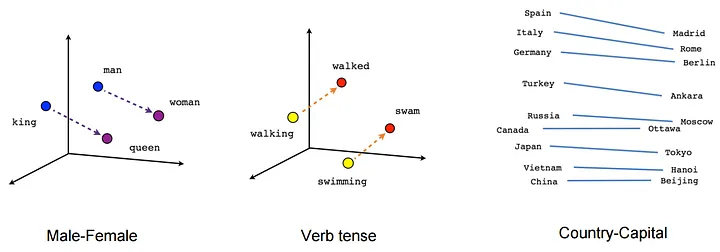 man
woman
king
queen
Male-Female
walked
swam
walking
swimming
Verb tense
Spain
Madrid
Italy
Rome
Germany
Berlin
Turkey
Ankara
Russia
Moscow
Canada
Ottawa
Japan
Tokyo
Vietnam
Hanoi
China
Beijing
Country-Capital